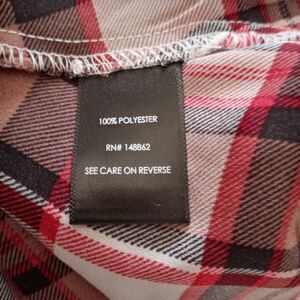 100% POLYESTER
RN# 148862
SEE CARE ON REVERSE